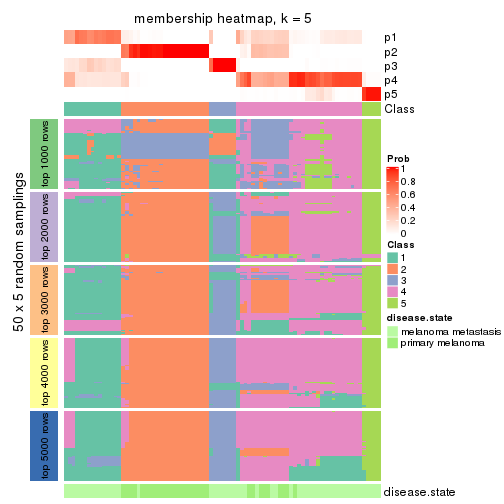 membership heatmap, k = 5
p1
p2
p3
p4
p5
Class
50 x 5 random samplings
top 1000 rows
top 2000 rows
top 3000 rows
top 4000 rows
top 5000 rows
Prob
1
0.8
0.6
0.4
0.2
0
Class
1
2
3
4
5
disease.state
melanoma metastasis
primary melanoma
disease.state